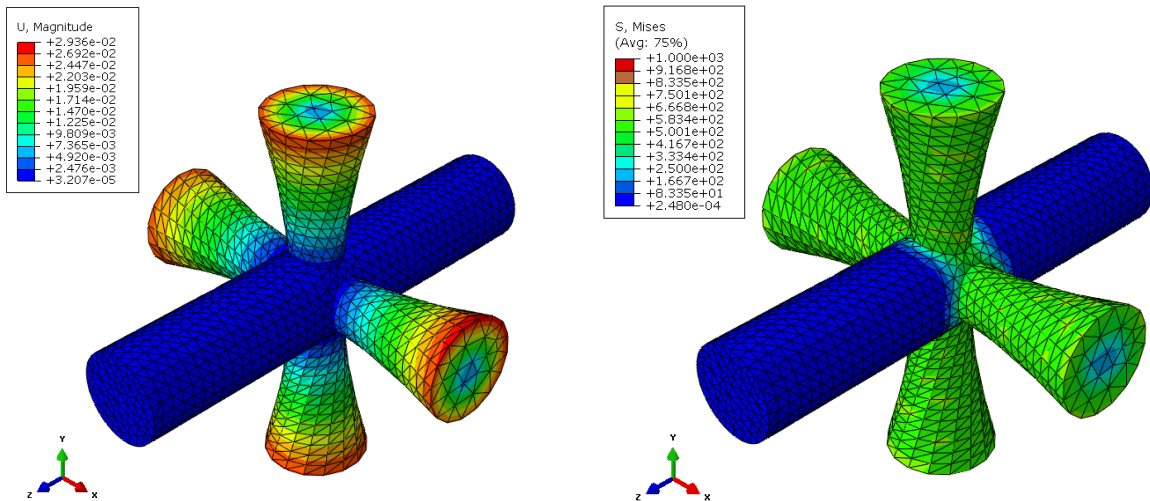 U, Magnitude
+2.936e-02
+2.692e-02
+2.447e-02
+2.203e-02
+1.959e-02
+1.714e-02
+1.470e-02
+1.225e-02
+9.809e-03
+7.365e-03
+4.920e-03
+2.476e-03
+3.207e-05
Y
Z
X
S, Mises
(Avg: 75%)
+1.000e+03
+9.168e+02
+8.335e+02
+7.501e+02
+6.668e+02
+5.834e+02
+5.001e+02
+4.167e+02
+3.334e+02
+2.500e+02
+1.667e+02
+8.335e+01
+2.480e-04
Y
Z
X